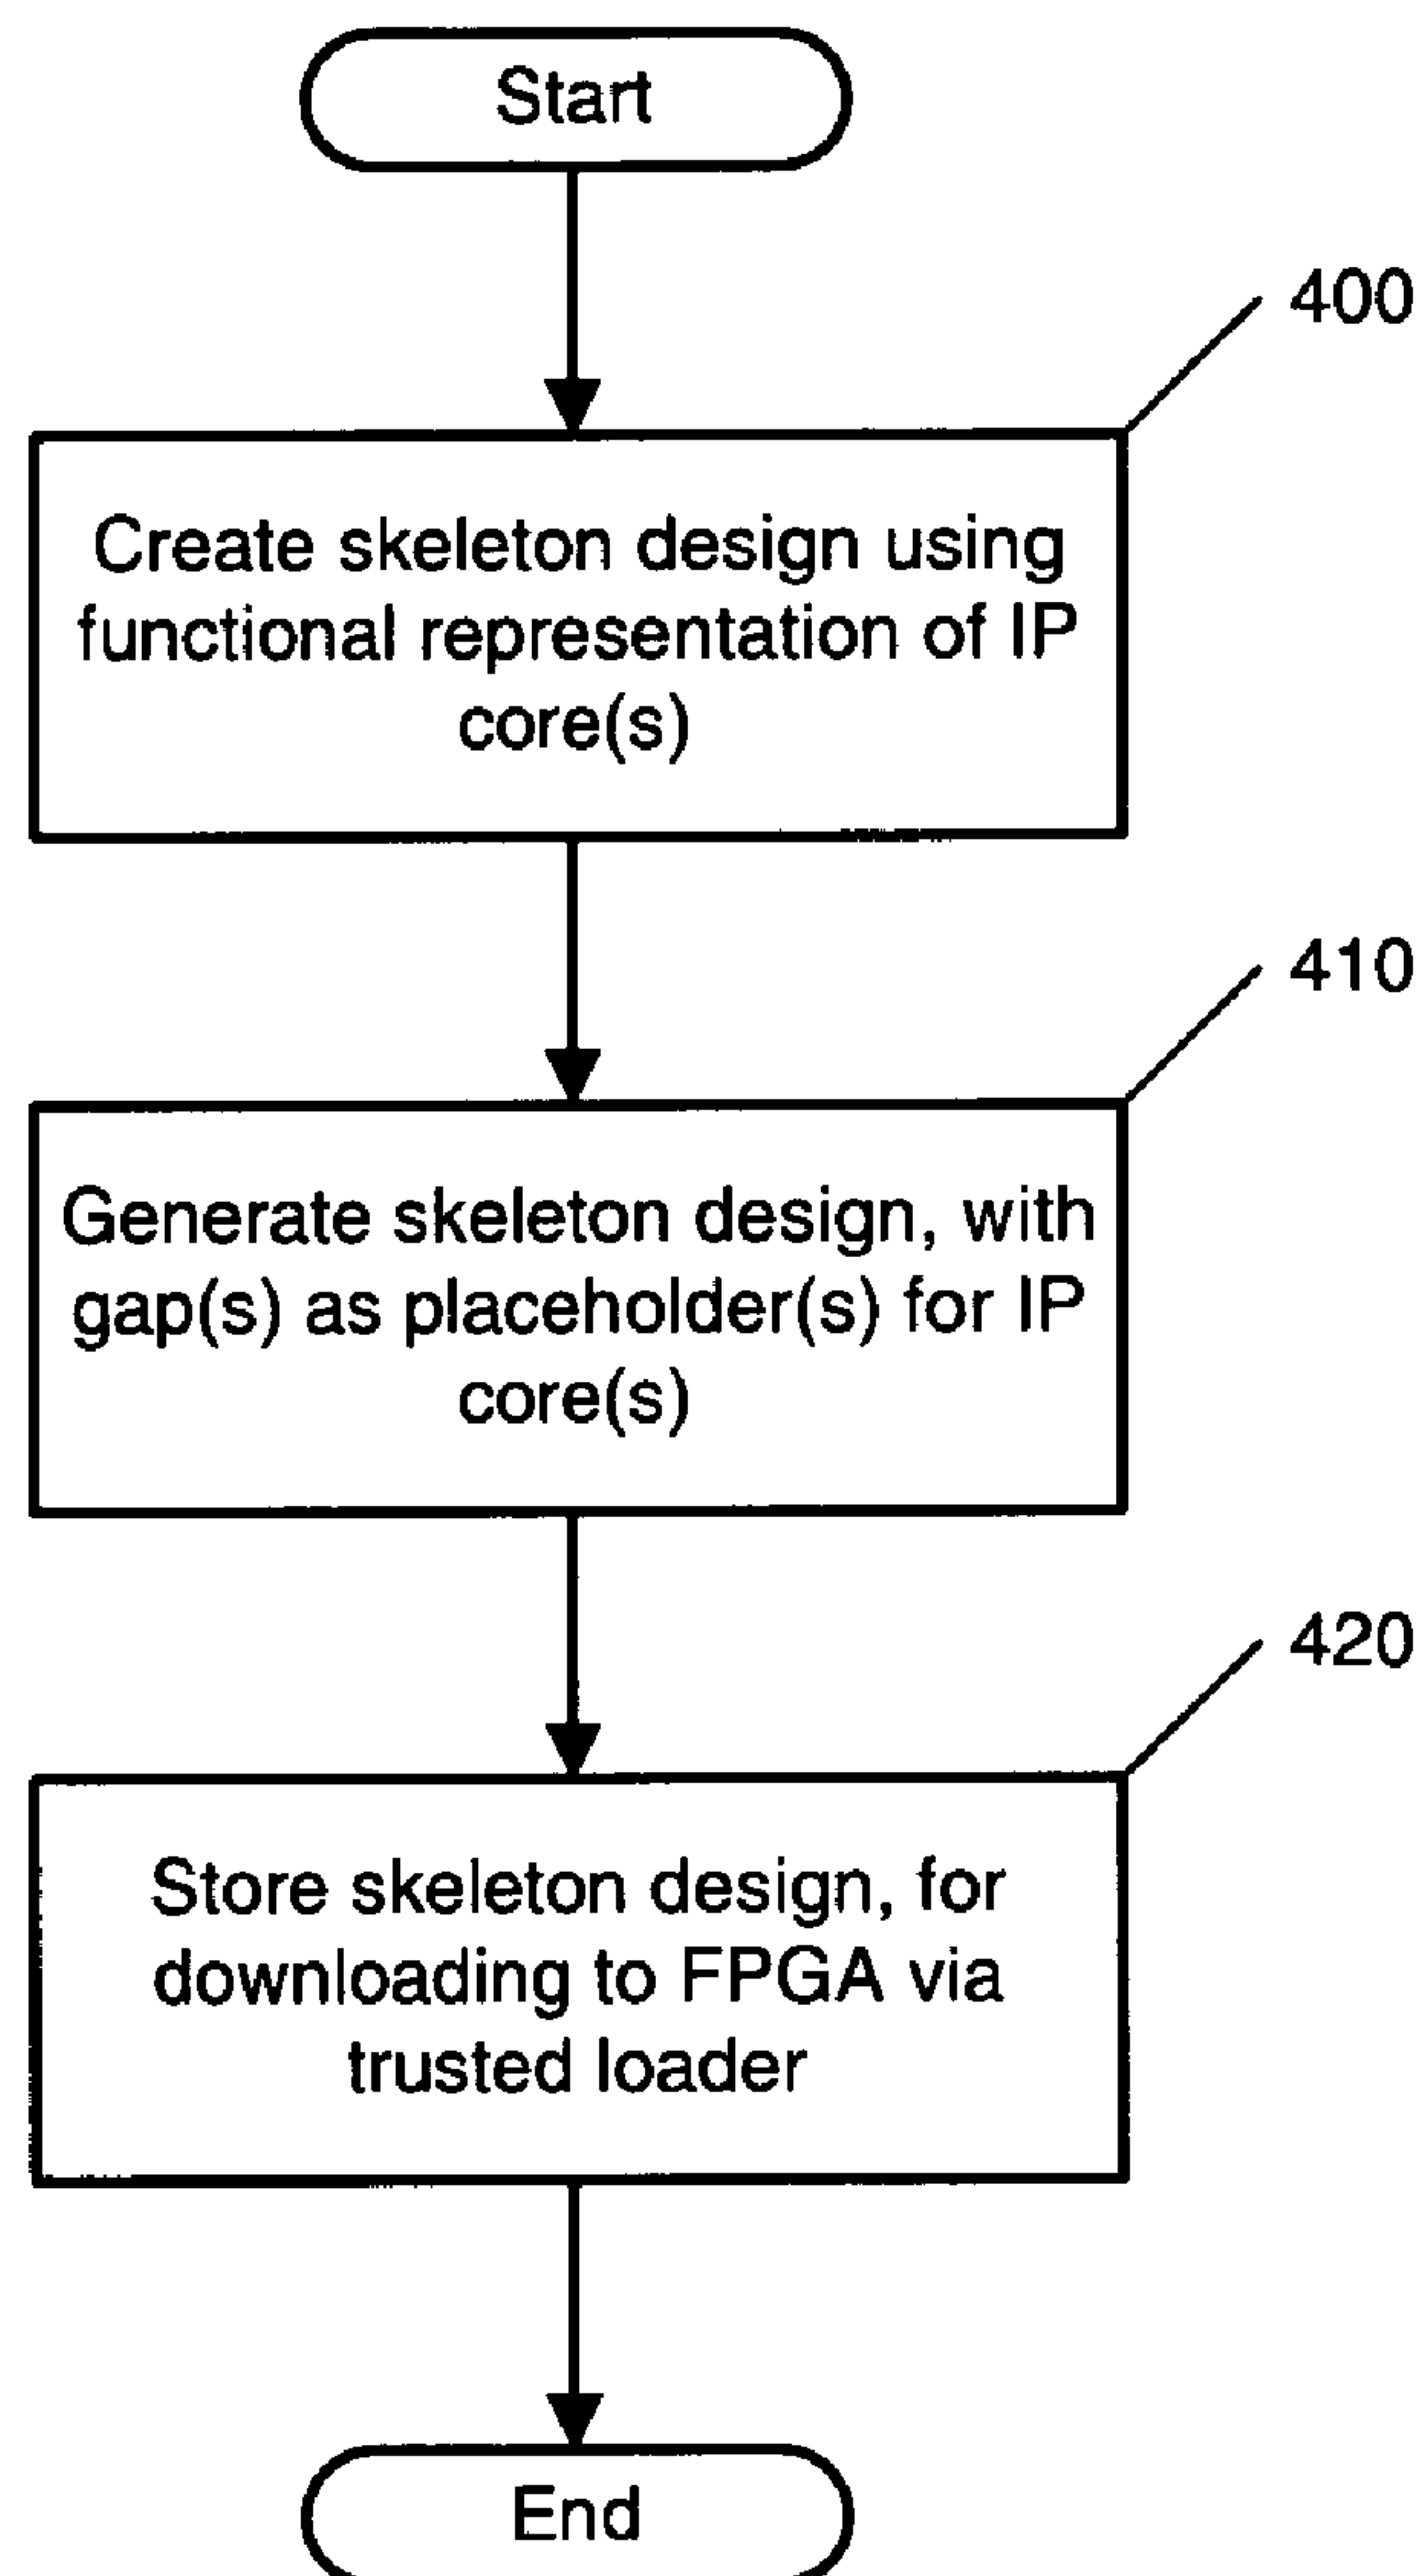 Start
400
Create skeleton design using
functional representation of IP
core(s)
410
Generate skeleton design, with
gap(s) as placeholder(s) for IP
core(s)
420
Store skeleton design, for
downloading to FPGA via
trusted loader
End